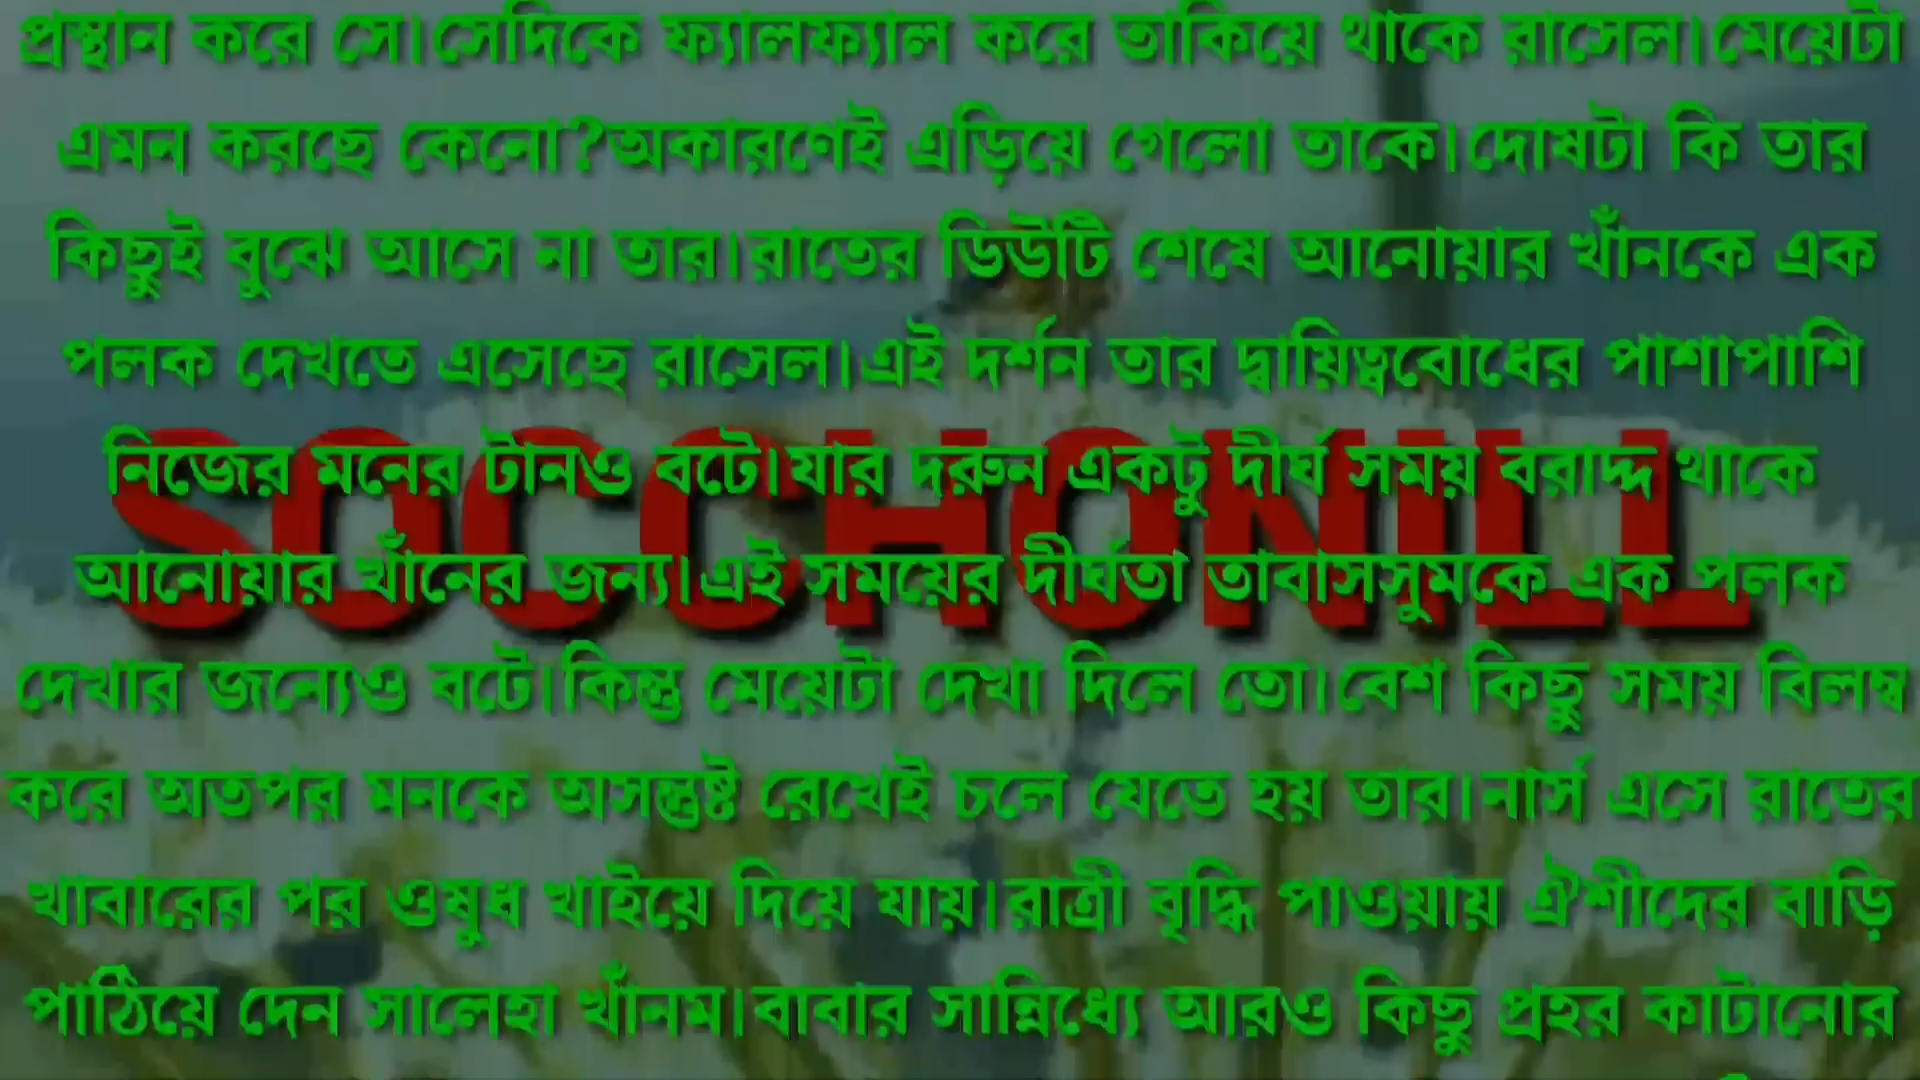 প্রস্থান করে সে।সেদিকে ফ্যালফ্যাল করে তাকিয়ে থাকে রাসেল।মেয়েটা
এমন করছে কেনো?অকারণেই এড়িয়ে গেলো তাকে।দোষটা কি তার
কিছুই বুঝে আসে না তার।রাতের ডিউটি শেষে আনোয়ার খাঁনকে এক
পলক দেখতে এসেছে রাসেল।এই দর্শন তার দ্বায়িত্ববোধের পাশাপাশি
নিজের মনের টানও বটে।যার দরুন একটু দীর্ঘ সময় বরাদ্দ থাকে
SOCCHONILL
আনোয়ার খাঁনের জন্য।এই সময়ের দীর্ঘতা তাবাসসুমকে এক পলক
দেখার জন্যেও বটে।কিন্তু মেয়েটা দেখা দিলে তো।বেশ কিছু সময় বিলম্ব
করে অতপর মনকে অসন্তুষ্ট রেখেই চলে যেতে হয় তার।নার্স এসে রাতের
খাবারের পর ওষুধ খাইয়ে দিয়ে যায়।রাত্রী বৃদ্ধি পাওয়ায় ঐশীদের বাড়ি
পাঠিয়ে দেন সালেহা খাঁনম।বাবার সান্নিধ্যে আরও কিছু প্রহর কাটানোর